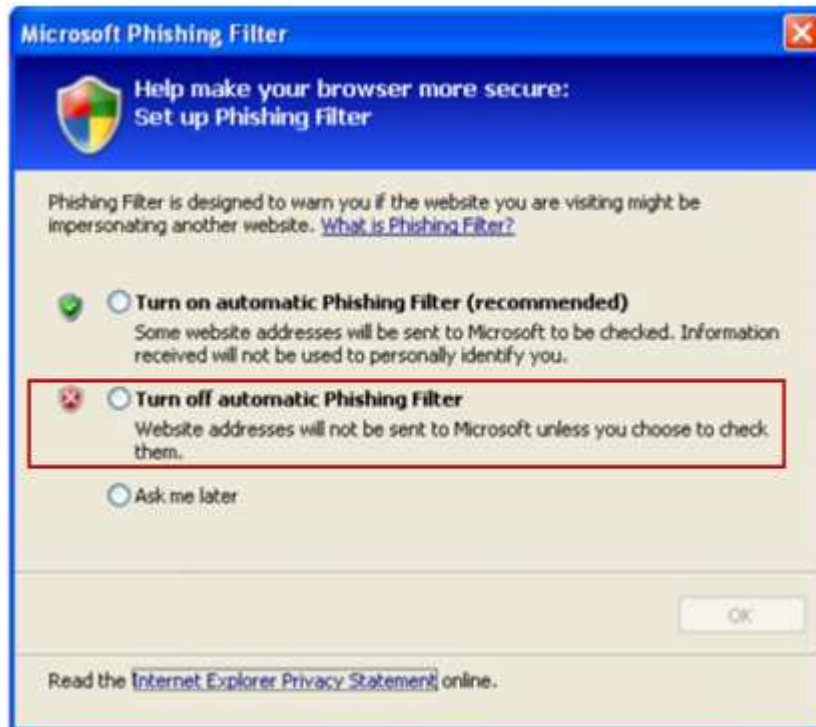 Microsoft Phishing Filter
Help make your browser more secure:
Set up Phishing Filter
Phishing Filter is designed to warn you if the website you are visiting might be
impersonating another website. What is Phishing Filter?
Turn on automatic Phishing Filter (recommended)
Some website addresses will be sent to Microsoft to be checked. Information
received will not be used to personally identify you.
Turn off automatic Phishing Filter
Website addresses will not be sent to Microsoft unless you choose to check
them.
Ask me later
OK
Read the Internet Explorer Privacy Statement online.